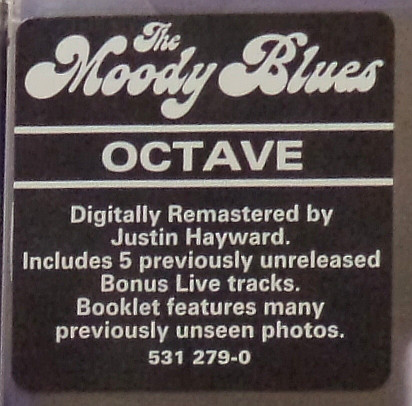 The
Moody Blues
OCTAVE
Digitally Remastered by
Justin Hayward.
Includes 5 previously unreleased
Bonus Live tracks.
Booklet features many
previously unseen photos.
531 279-0